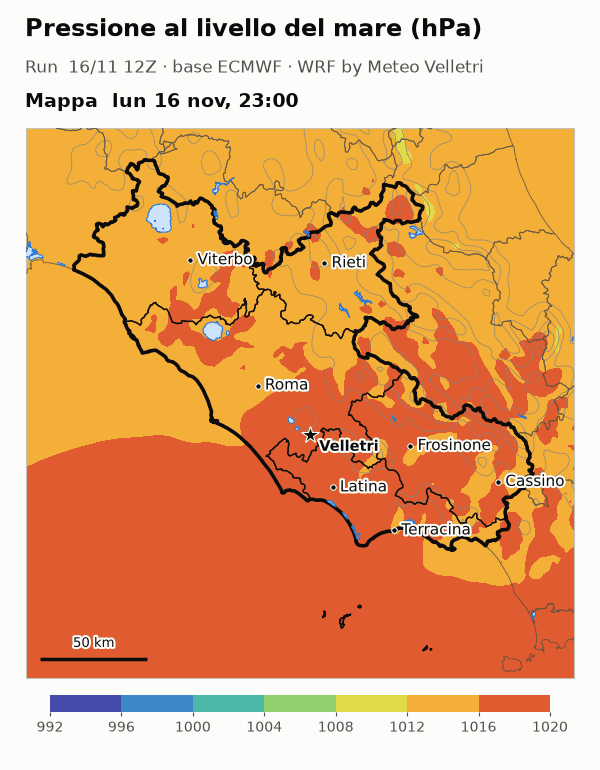 Pressione al livello del mare (hPa)
Run  16/11 12Z · base ECMWF · WRF by Meteo Velletri
Mappa  lun 16 nov, 23:00
Viterbo
Rieti
Roma
Velletri
Frosinone
Latina
Cassino
Terracina
50 km
992 996 1000 1004 1008 1012 1016 1020